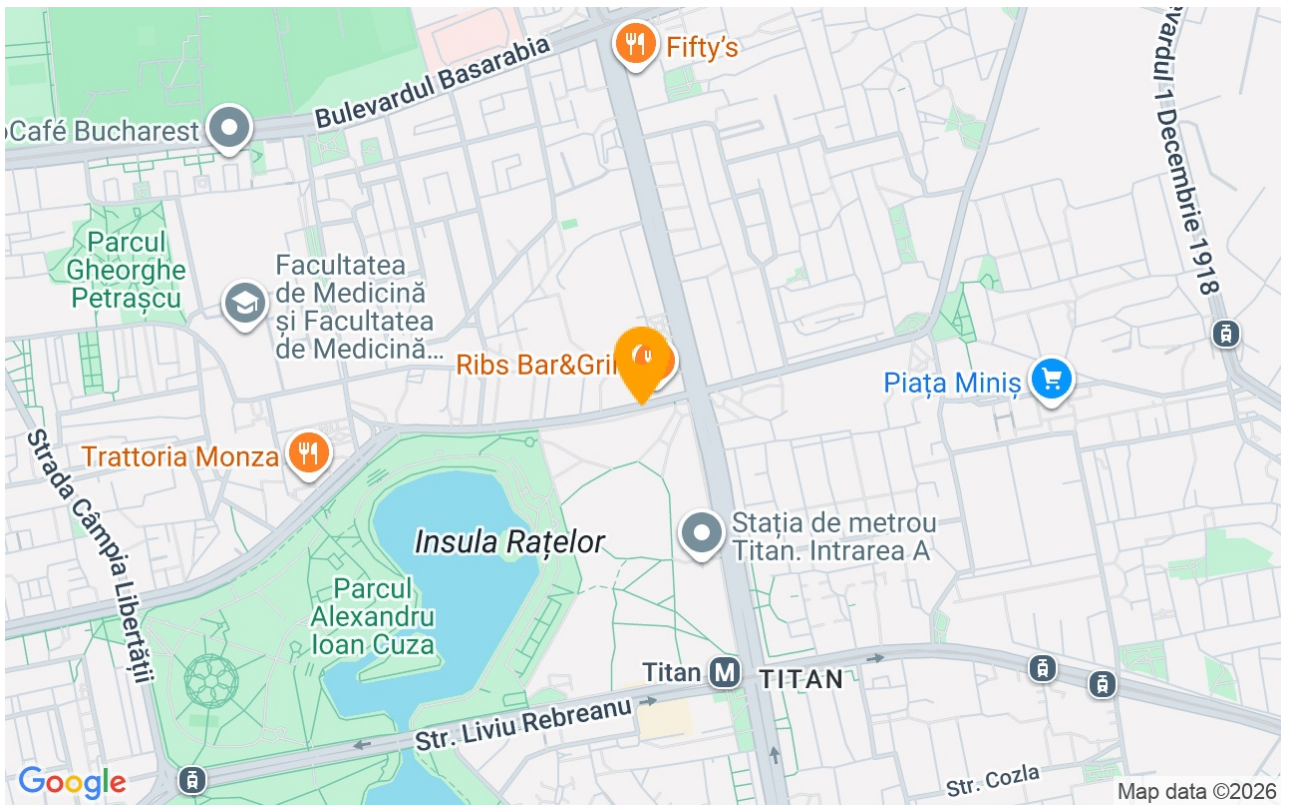 Fifty's
Bulevardul Basarabia
Café Bucharest
Bulevardul 1 Decembrie 1918
Parcul
Gheorghe
Petrașcu
Facultatea
de Medicină
și Facultatea
de Medicină...
Ribs Bar&Gril
Piața Miniș
Trattoria Monza
Strada Câmpia Libertății
Insula Rațelor
Stația de metrou
Titan. Intrarea A
Parcul
Alexandru
Ioan Cuza
Titan M
TITAN
Str. Liviu Rebreanu
Str. Cozla
Google
Map data ©2026